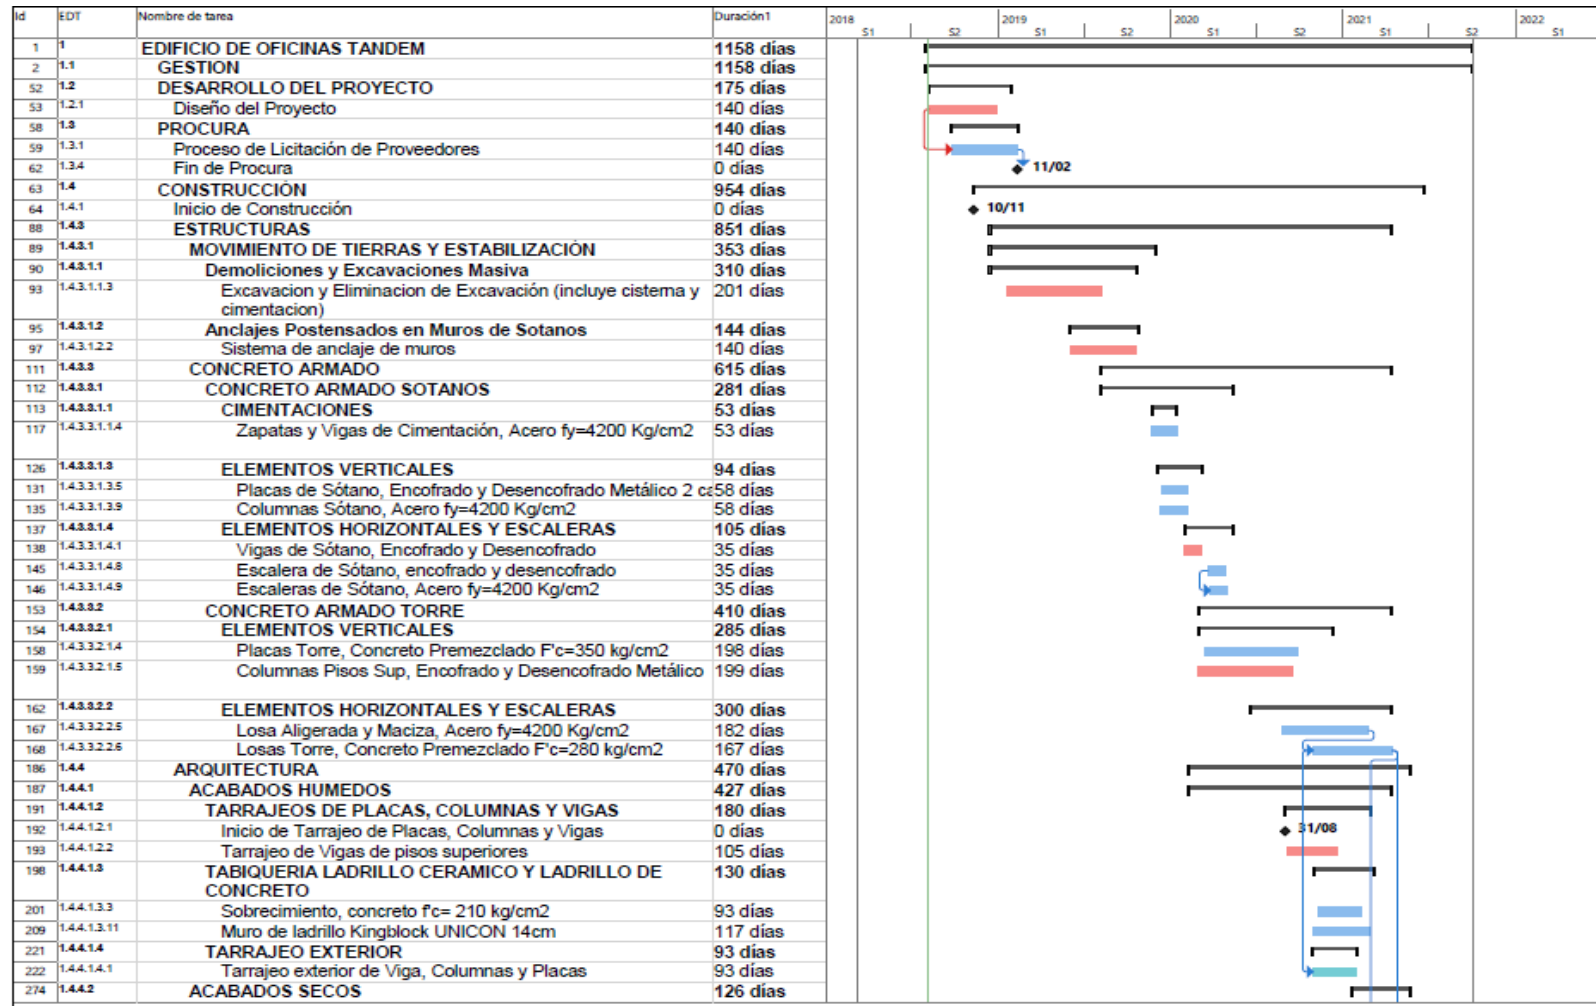 Id EDT Nombre de tarea Duración1 2018 2019 2020 2021 2022
S1 S2 S1 S2 S1 S2 S1 S2 S1
1 1 EDIFICIO DE OFICINAS TANDEM 1158 días
2 1.1 GESTION 1158 días
52 1.2 DESARROLLO DEL PROYECTO 175 días
53 1.2.1 Diseño del Proyecto 140 días
58 1.3 PROCURA 140 días
59 1.3.1 Proceso de Licitación de Proveedores 140 días
62 1.3.4 Fin de Procura 0 días 11/02
63 1.4 CONSTRUCCIÓN 954 días
64 1.4.1 Inicio de Construcción 0 días 10/11
88 1.4.3 ESTRUCTURAS 851 días
89 1.4.3.1 MOVIMIENTO DE TIERRAS Y ESTABILIZACIÓN 353 días
90 1.4.3.1.1 Demoliciones y Excavaciones Masiva 310 días
93 1.4.3.1.1.3 Excavacion y Eliminacion de Excavación (incluye cisterna y 201 días
cimentacion)
95 1.4.3.1.2 Anclajes Postensados en Muros de Sotanos 144 días
97 1.4.3.1.2.2 Sistema de anclaje de muros 140 días
111 1.4.3.3 CONCRETO ARMADO 615 días
112 1.4.3.3.1 CONCRETO ARMADO SOTANOS 281 días
113 1.4.3.3.1.1 CIMENTACIONES 53 días
117 1.4.3.3.1.1.4 Zapatas y Vigas de Cimentación, Acero fy=4200 Kg/cm2 53 días
126 1.4.3.3.1.3 ELEMENTOS VERTICALES 94 días
131 1.4.3.3.1.3.5 Placas de Sótano, Encofrado y Desencofrado Metálico 2 ca 58 días
135 1.4.3.3.1.3.9 Columnas Sótano, Acero fy=4200 Kg/cm2 58 días
137 1.4.3.3.1.4 ELEMENTOS HORIZONTALES Y ESCALERAS 105 días
138 1.4.3.3.1.4.1 Vigas de Sótano, Encofrado y Desencofrado 35 días
145 1.4.3.3.1.4.8 Escalera de Sótano, encofrado y desencofrado 35 días
146 1.4.3.3.1.4.9 Escaleras de Sótano, Acero fy=4200 Kg/cm2 35 días
153 1.4.3.3.2 CONCRETO ARMADO TORRE 410 días
154 1.4.3.3.2.1 ELEMENTOS VERTICALES 285 días
158 1.4.3.3.2.1.4 Placas Torre, Concreto Premezclado F'c=350 kg/cm2 198 días
159 1.4.3.3.2.1.5 Columnas Pisos Sup, Encofrado y Desencofrado Metálico 199 días
162 1.4.3.3.2.2 ELEMENTOS HORIZONTALES Y ESCALERAS 300 días
167 1.4.3.3.2.2.5 Losa Aligerada y Maciza, Acero fy=4200 Kg/cm2 182 días
168 1.4.3.3.2.2.6 Losas Torre, Concreto Premezclado F'c=280 kg/cm2 167 días
186 1.4.4 ARQUITECTURA 470 días
187 1.4.4.1 ACABADOS HUMEDOS 427 días
191 1.4.4.1.2 TARRAJEOS DE PLACAS, COLUMNAS Y VIGAS 180 días
192 1.4.4.1.2.1 Inicio de Tarrajeo de Placas, Columnas y Vigas 0 días 31/08
193 1.4.4.1.2.2 Tarrajeo de Vigas de pisos superiores 105 días
198 1.4.4.1.3 TABIQUERIA LADRILLO CERAMICO Y LADRILLO DE 130 días
CONCRETO
201 1.4.4.1.3.3 Sobrecimiento, concreto f'c= 210 kg/cm2 93 días
209 1.4.4.1.3.11 Muro de ladrillo Kingblock UNICON 14cm 117 días
221 1.4.4.1.4 TARRAJEO EXTERIOR 93 días
222 1.4.4.1.4.1 Tarrajeo exterior de Viga, Columnas y Placas 93 días
274 1.4.4.2 ACABADOS SECOS 126 días